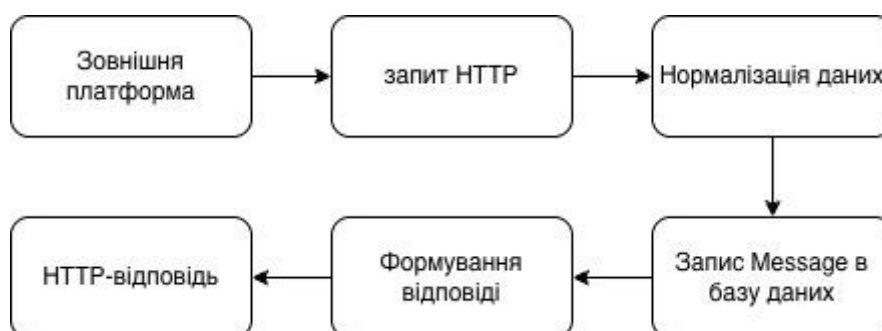 Зовнішня
платформа
запит HTTP
Нормалізація даних
Запис Message в
базу даних
Формування
відповіді
HTTP-відповідь